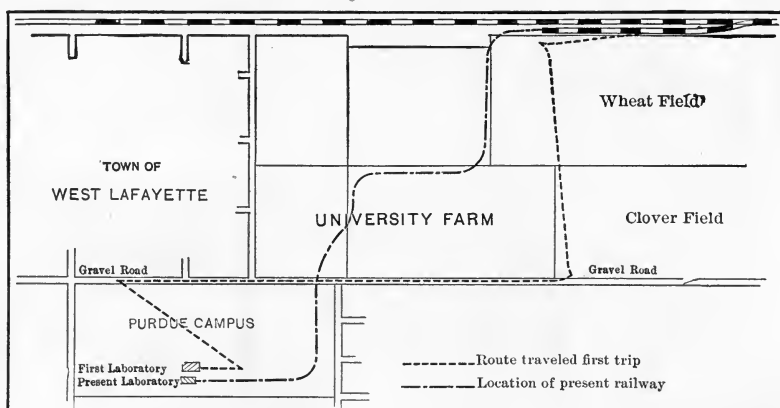 Wheat Field
TOWN OF
WEST LAFAYETTE
UNIVERSITY FARM
Clover Field
Gravel Road
Gravel Road
PURDUE CAMPUS
First Laboratory
Present Laboratory
Route traveled first trip
Location of present railway